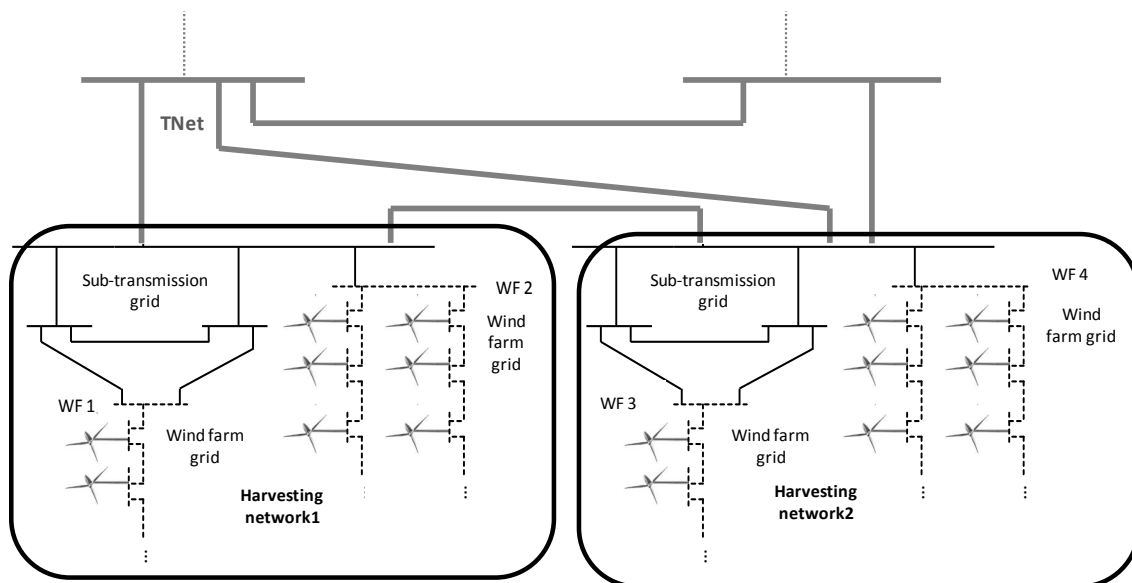 TNet
Sub-transmission
grid
WF 2
Wind
farm grid
WF 1
Wind farm
grid
Harvesting
network1
⋮
⋮
⋮
Sub-transmission
grid
WF 4
Wind
farm grid
WF 3
Wind farm
grid
Harvesting
network2
⋮
⋮
⋮